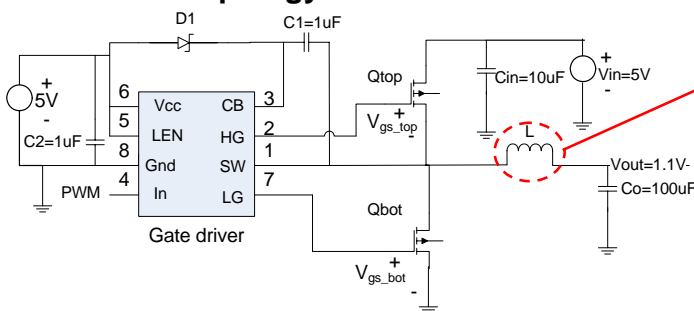 D1
C1=1uF
+
5V
-
C2=1uF
6
5
8
4
PWM
Vcc
LEN
Gnd
In
CB
HG
SW
LG
3
2
1
7
Gate driver
Qtop
+
Vgs_top
-
Qbot
+
Vgs_bot
-
Cin=10uF
+
Vin=5V
-
L
Vout=1.1V-
Co=100uF